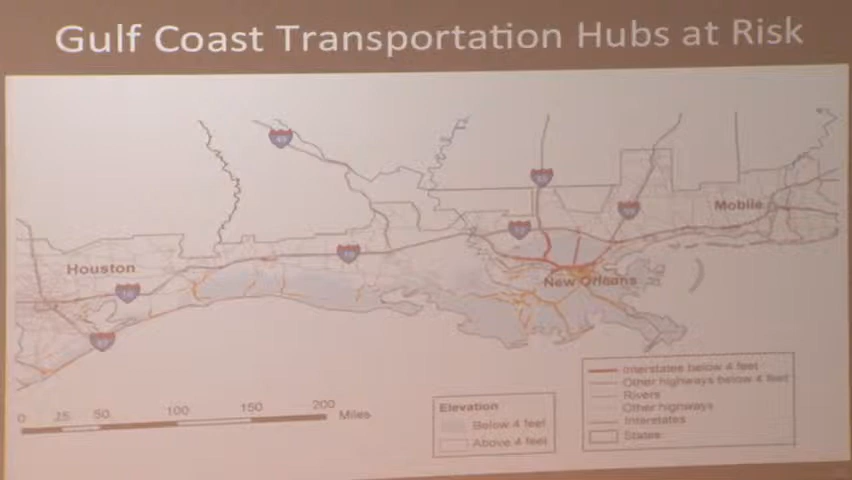 Gulf Coast Transportation Hubs at Risk
Mobile
Houston
New Orleans
0 25 50 100 150 200 Miles
Elevation
Below 4 feet
Above 4 feet
Interstates below 4 feet
Other highways below 4 feet
Rivers
Other highways
Interstates
States